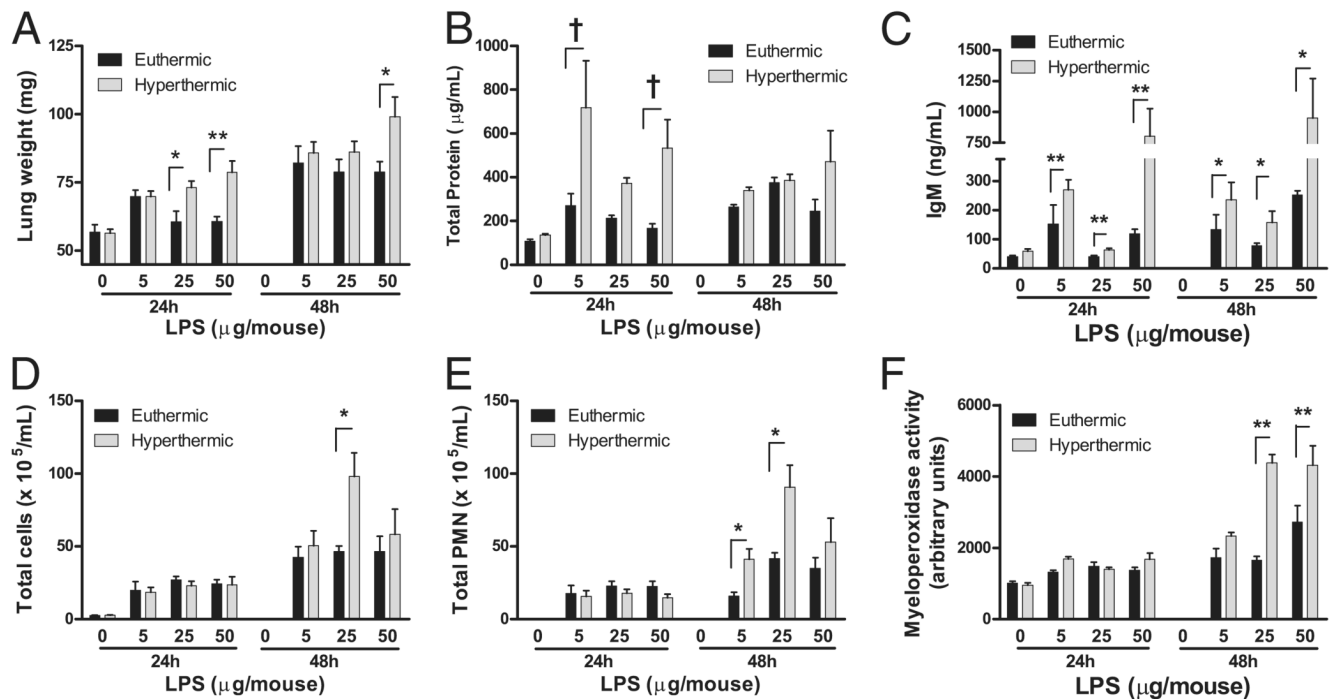 A
Lung weight (mg)
125
100
75
50
Euthermic
Hyperthermic
*
**
*
0 5 25 50 0 5 25 50
24h 48h
LPS (μg/mouse)
B
Total Protein ( μg/mL)
1000
800
600
400
200
0
†
†
Euthermic
Hyperthermic
0 5 25 50 0 5 25 50
24h 48h
LPS (μg/mouse)
C
IgM (ng/mL)
1500
1250
1000
750
300
200
100
0
Euthermic
Hyperthermic
**
**
**
*
*
*
0 5 25 50 0 5 25 50
24h 48h
LPS (μg/mouse)
D
Total cells (x 10 5/mL)
150
100
50
0
Euthermic
Hyperthermic
*
0 5 25 50 0 5 25 50
24h 48h
LPS (μg/mouse)
E
Total PMN (x 10 5/mL)
150
100
50
0
Euthermic
Hyperthermic
*
*
0 5 25 50 0 5 25 50
24h 48h
LPS (μg/mouse)
F
Myeloperoxidase activity
(arbitrary units)
6000
4000
2000
0
Euthermic
Hyperthermic
**
**
0 5 25 50 0 5 25 50
24h 48h
LPS (μg/mouse)